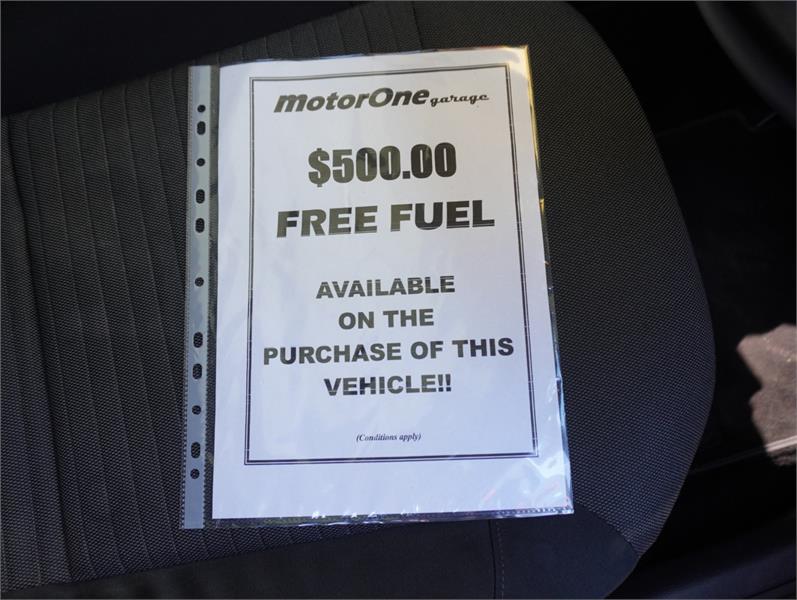 MotorOne garage
$500.00
FREE FUEL
AVAILABLE
ON THE
PURCHASE OF THIS
VEHICLE!!
(Conditions apply)